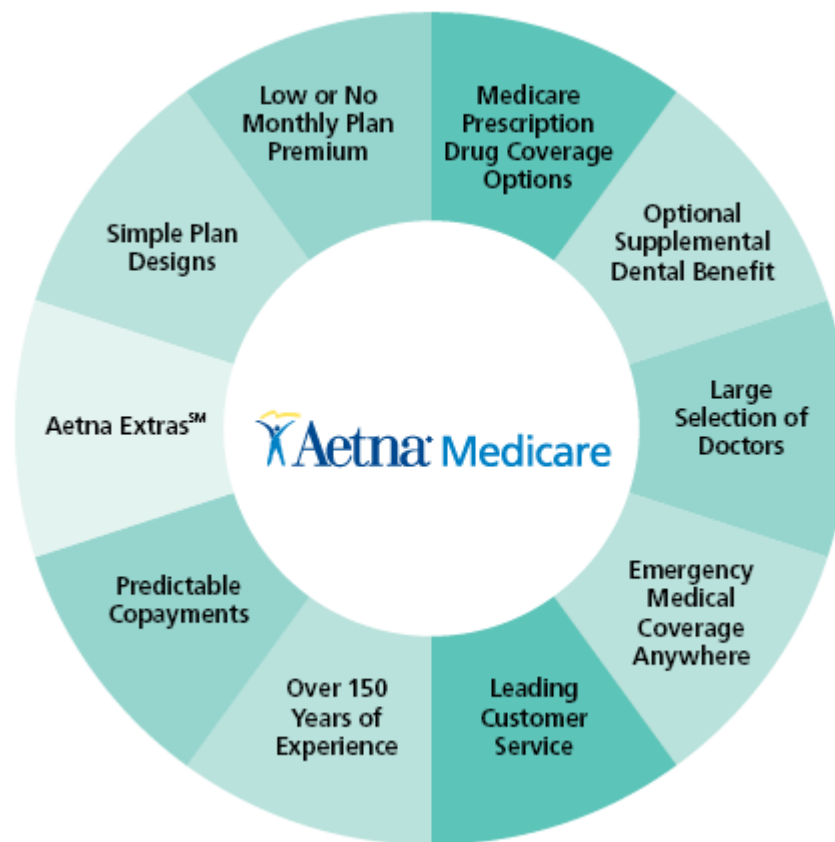 Low or No
Monthly Plan
Premium
Medicare
Prescription
Drug Coverage
Options
Optional
Supplemental
Dental Benefit
Large
Selection of
Doctors
Emergency
Medical
Coverage
Anywhere
Leading
Customer
Service
Over 150
Years of
Experience
Predictable
Copayments
Aetna Extras℠
Simple Plan
Designs
Aetna® Medicare